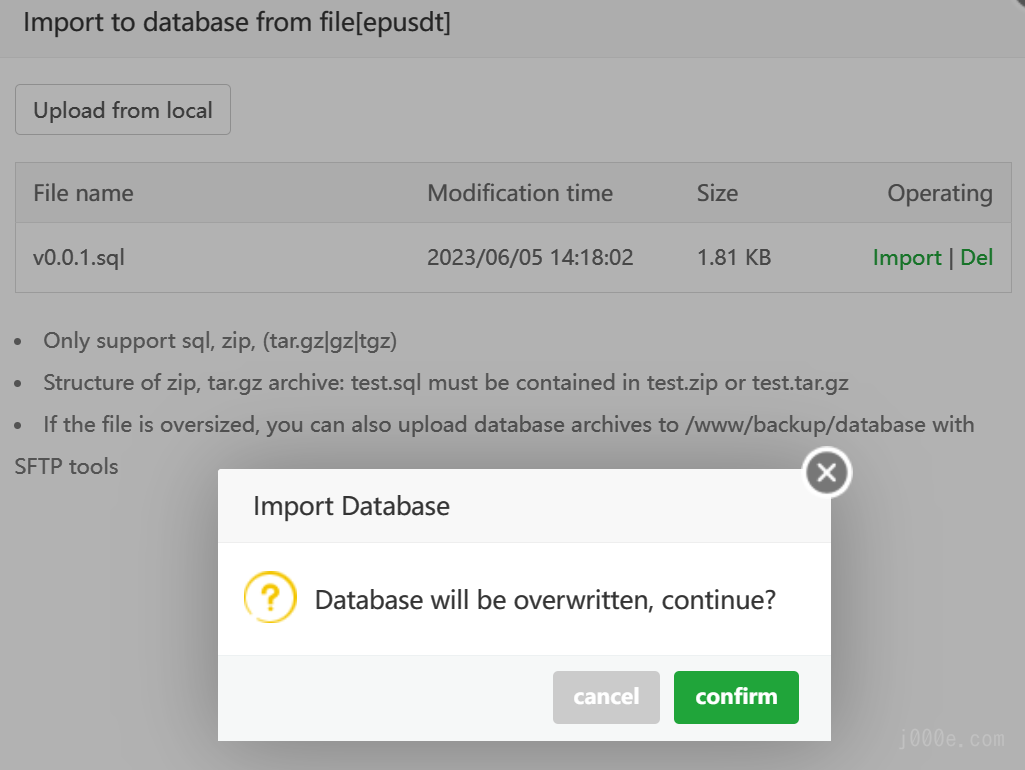 Import to database from file[epusdt]
Upload from local
File name Modification time Size Operating
v0.0.1.sql 2023/06/05 14:18:02 1.81 KB Import | Del
• Only support sql, zip, (tar.gz|gz|tgz)
• Structure of zip, tar.gz archive: test.sql must be contained in test.zip or test.tar.gz
• If the file is oversized, you can also upload database archives to /www/backup/database with
SFTP tools
Import Database
? Database will be overwritten, continue?
cancel confirm
j000e.com